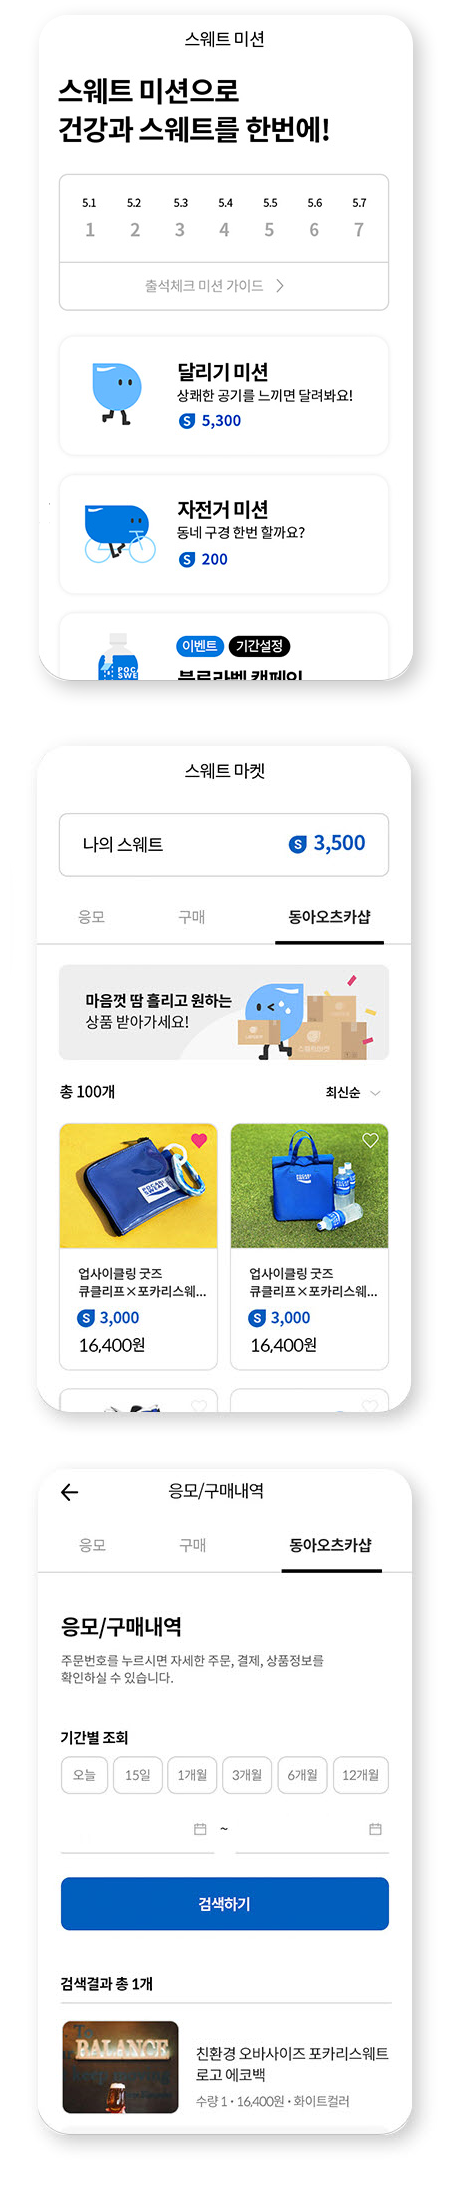 스웨트 미션
스웨트 미션으로
건강과 스웨트를 한번에!
5.1 5.2 5.3 5.4 5.5 5.6 5.7
1 2 3 4 5 6 7
출석체크 미션 가이드 >
달리기 미션
상쾌한 공기를 느끼면 달려봐요!
S 5,300
자전거 미션
동네 구경 한번 할까요?
S 200
이벤트 기간설정
블루라벨 캠페인
POCA
SWE
스웨트 마켓
나의 스웨트 S 3,500
응모 구매 동아오츠카샵
마음껏 땀 흘리고 원하는
상품 받아가세요!
총 100개 최신순
POCARI
SWEAT
업사이클링 굿즈
큐클리프×포카리스웨...
S 3,000
16,400원
업사이클링 굿즈
큐클리프×포카리스웨...
S 3,000
16,400원
응모/구매내역
응모 구매 동아오츠카샵
응모/구매내역
주문번호를 누르시면 자세한 주문, 결제, 상품정보를
확인하실 수 있습니다.
기간별 조회
오늘 15일 1개월 3개월 6개월 12개월
~
검색하기
검색결과 총 1개
To
BALANCE
친환경 오바사이즈 포카리스웨트
로고 에코백
수량 1 · 16,400원 · 화이트컬러